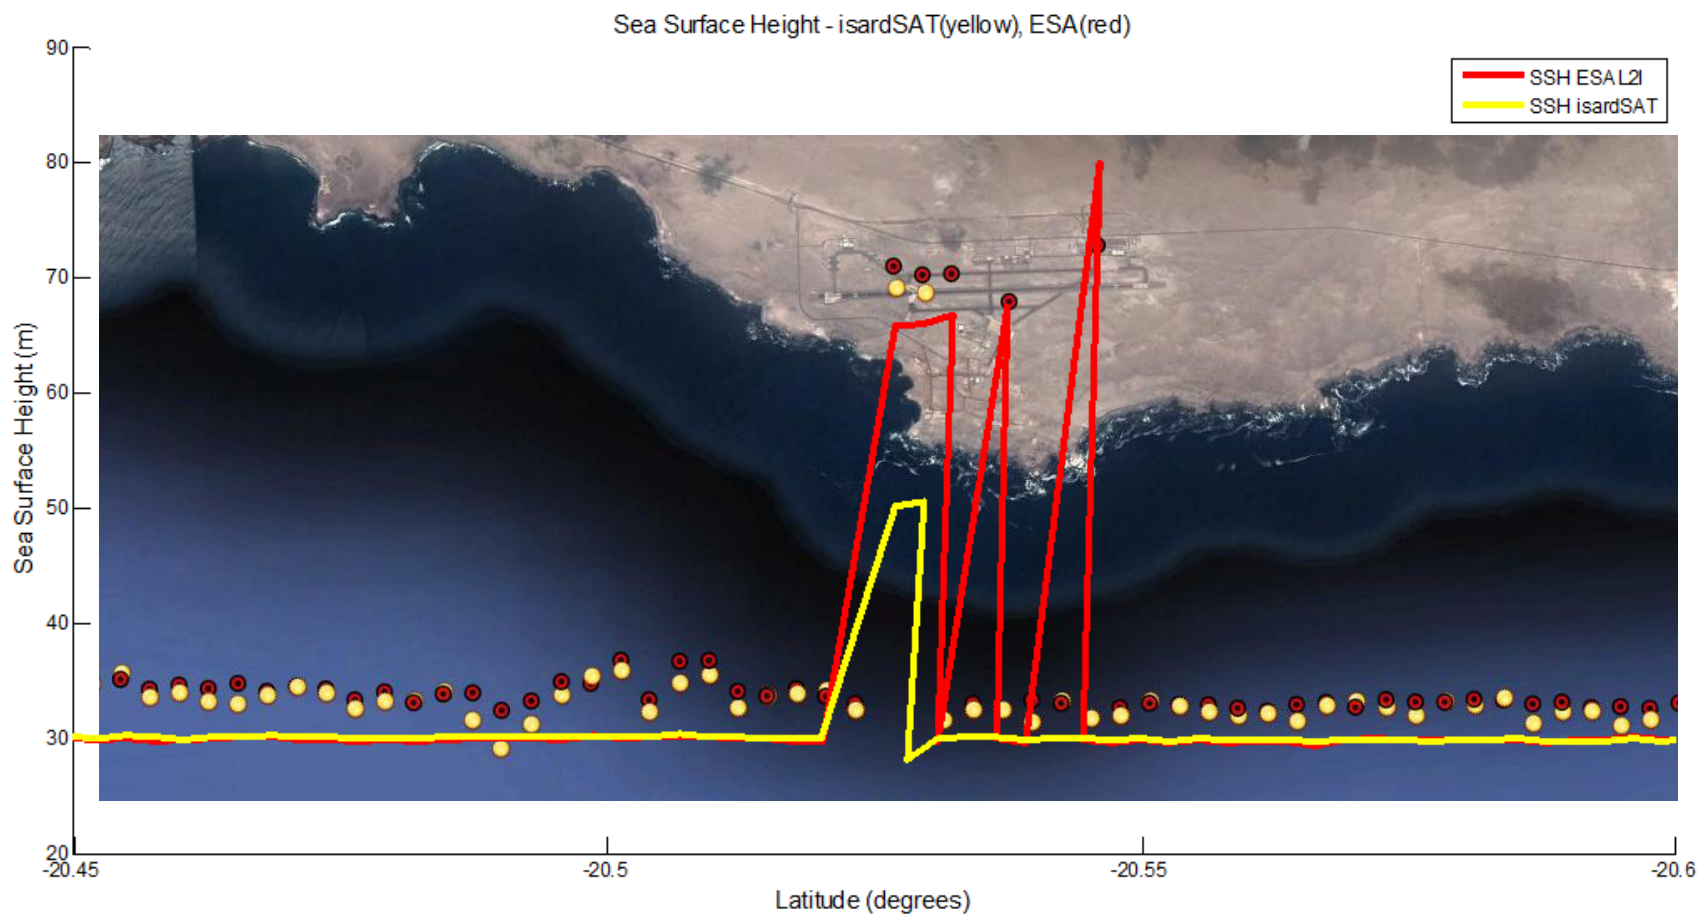 Sea Surface Height - isardSAT(yellow), ESA(red)
SSH ESAL2I
SSH isardSAT
90
80
70
60
50
40
30
20
Sea Surface Height (m)
-20.45
-20.5
-20.55
-20.6
Latitude (degrees)